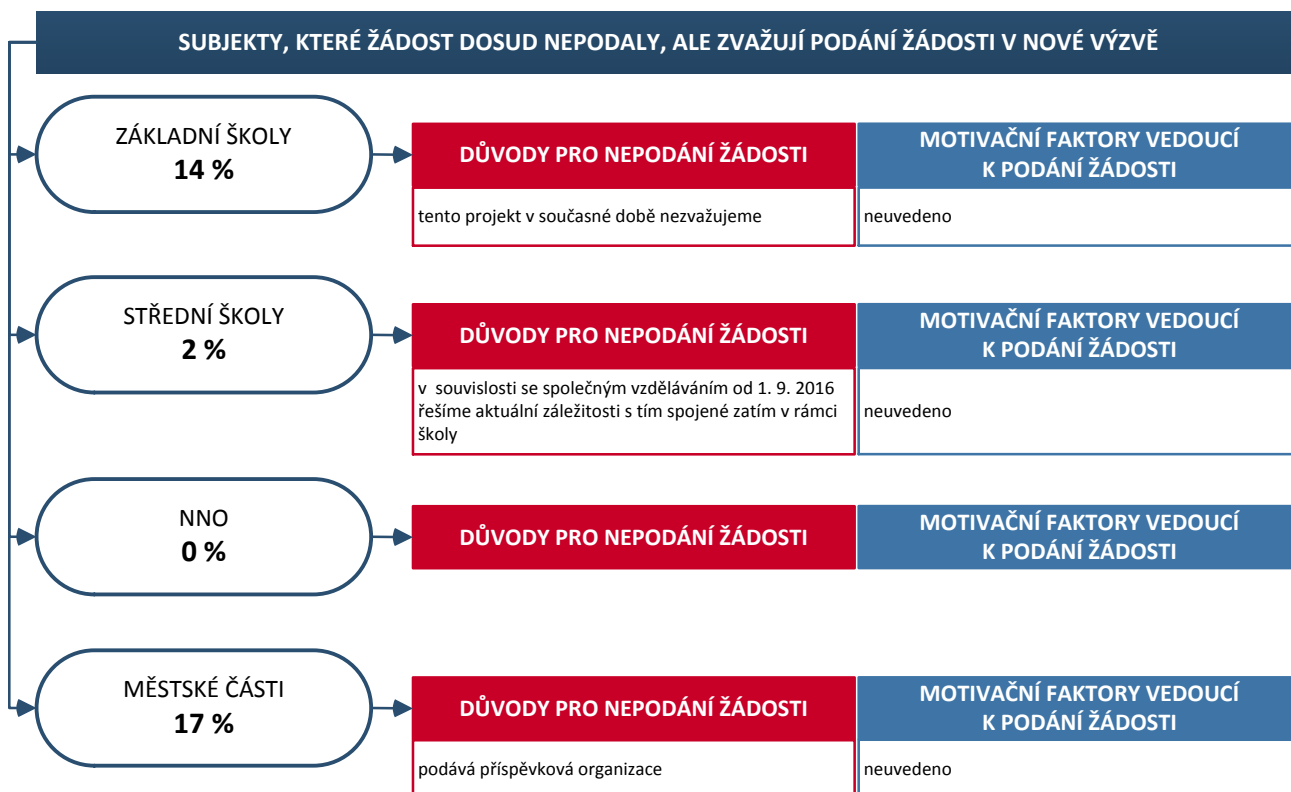 SUBJEKTY, KTERÉ ŽÁDOST DOSUD NEPODALY, ALE ZVAŽUJÍ PODÁNÍ ŽÁDOSTI V NOVÉ VÝZVĚ
ZÁKLADNÍ ŠKOLY
14 %
DŮVODY PRO NEPODÁNÍ ŽÁDOSTI
MOTIVAČNÍ FAKTORY VEDOUCÍ
K PODÁNÍ ŽÁDOSTI
tento projekt v současné době nezvažujeme
neuvedeno
STŘEDNÍ ŠKOLY
2 %
DŮVODY PRO NEPODÁNÍ ŽÁDOSTI
MOTIVAČNÍ FAKTORY VEDOUCÍ
K PODÁNÍ ŽÁDOSTI
v souvislosti se společným vzděláváním od 1. 9. 2016
řešíme aktuální záležitosti s tím spojené zatím v rámci
školy
neuvedeno
NNO
0 %
DŮVODY PRO NEPODÁNÍ ŽÁDOSTI
MOTIVAČNÍ FAKTORY VEDOUCÍ
K PODÁNÍ ŽÁDOSTI
MĚSTSKÉ ČÁSTI
17 %
DŮVODY PRO NEPODÁNÍ ŽÁDOSTI
MOTIVAČNÍ FAKTORY VEDOUCÍ
K PODÁNÍ ŽÁDOSTI
podává příspěvková organizace
neuvedeno